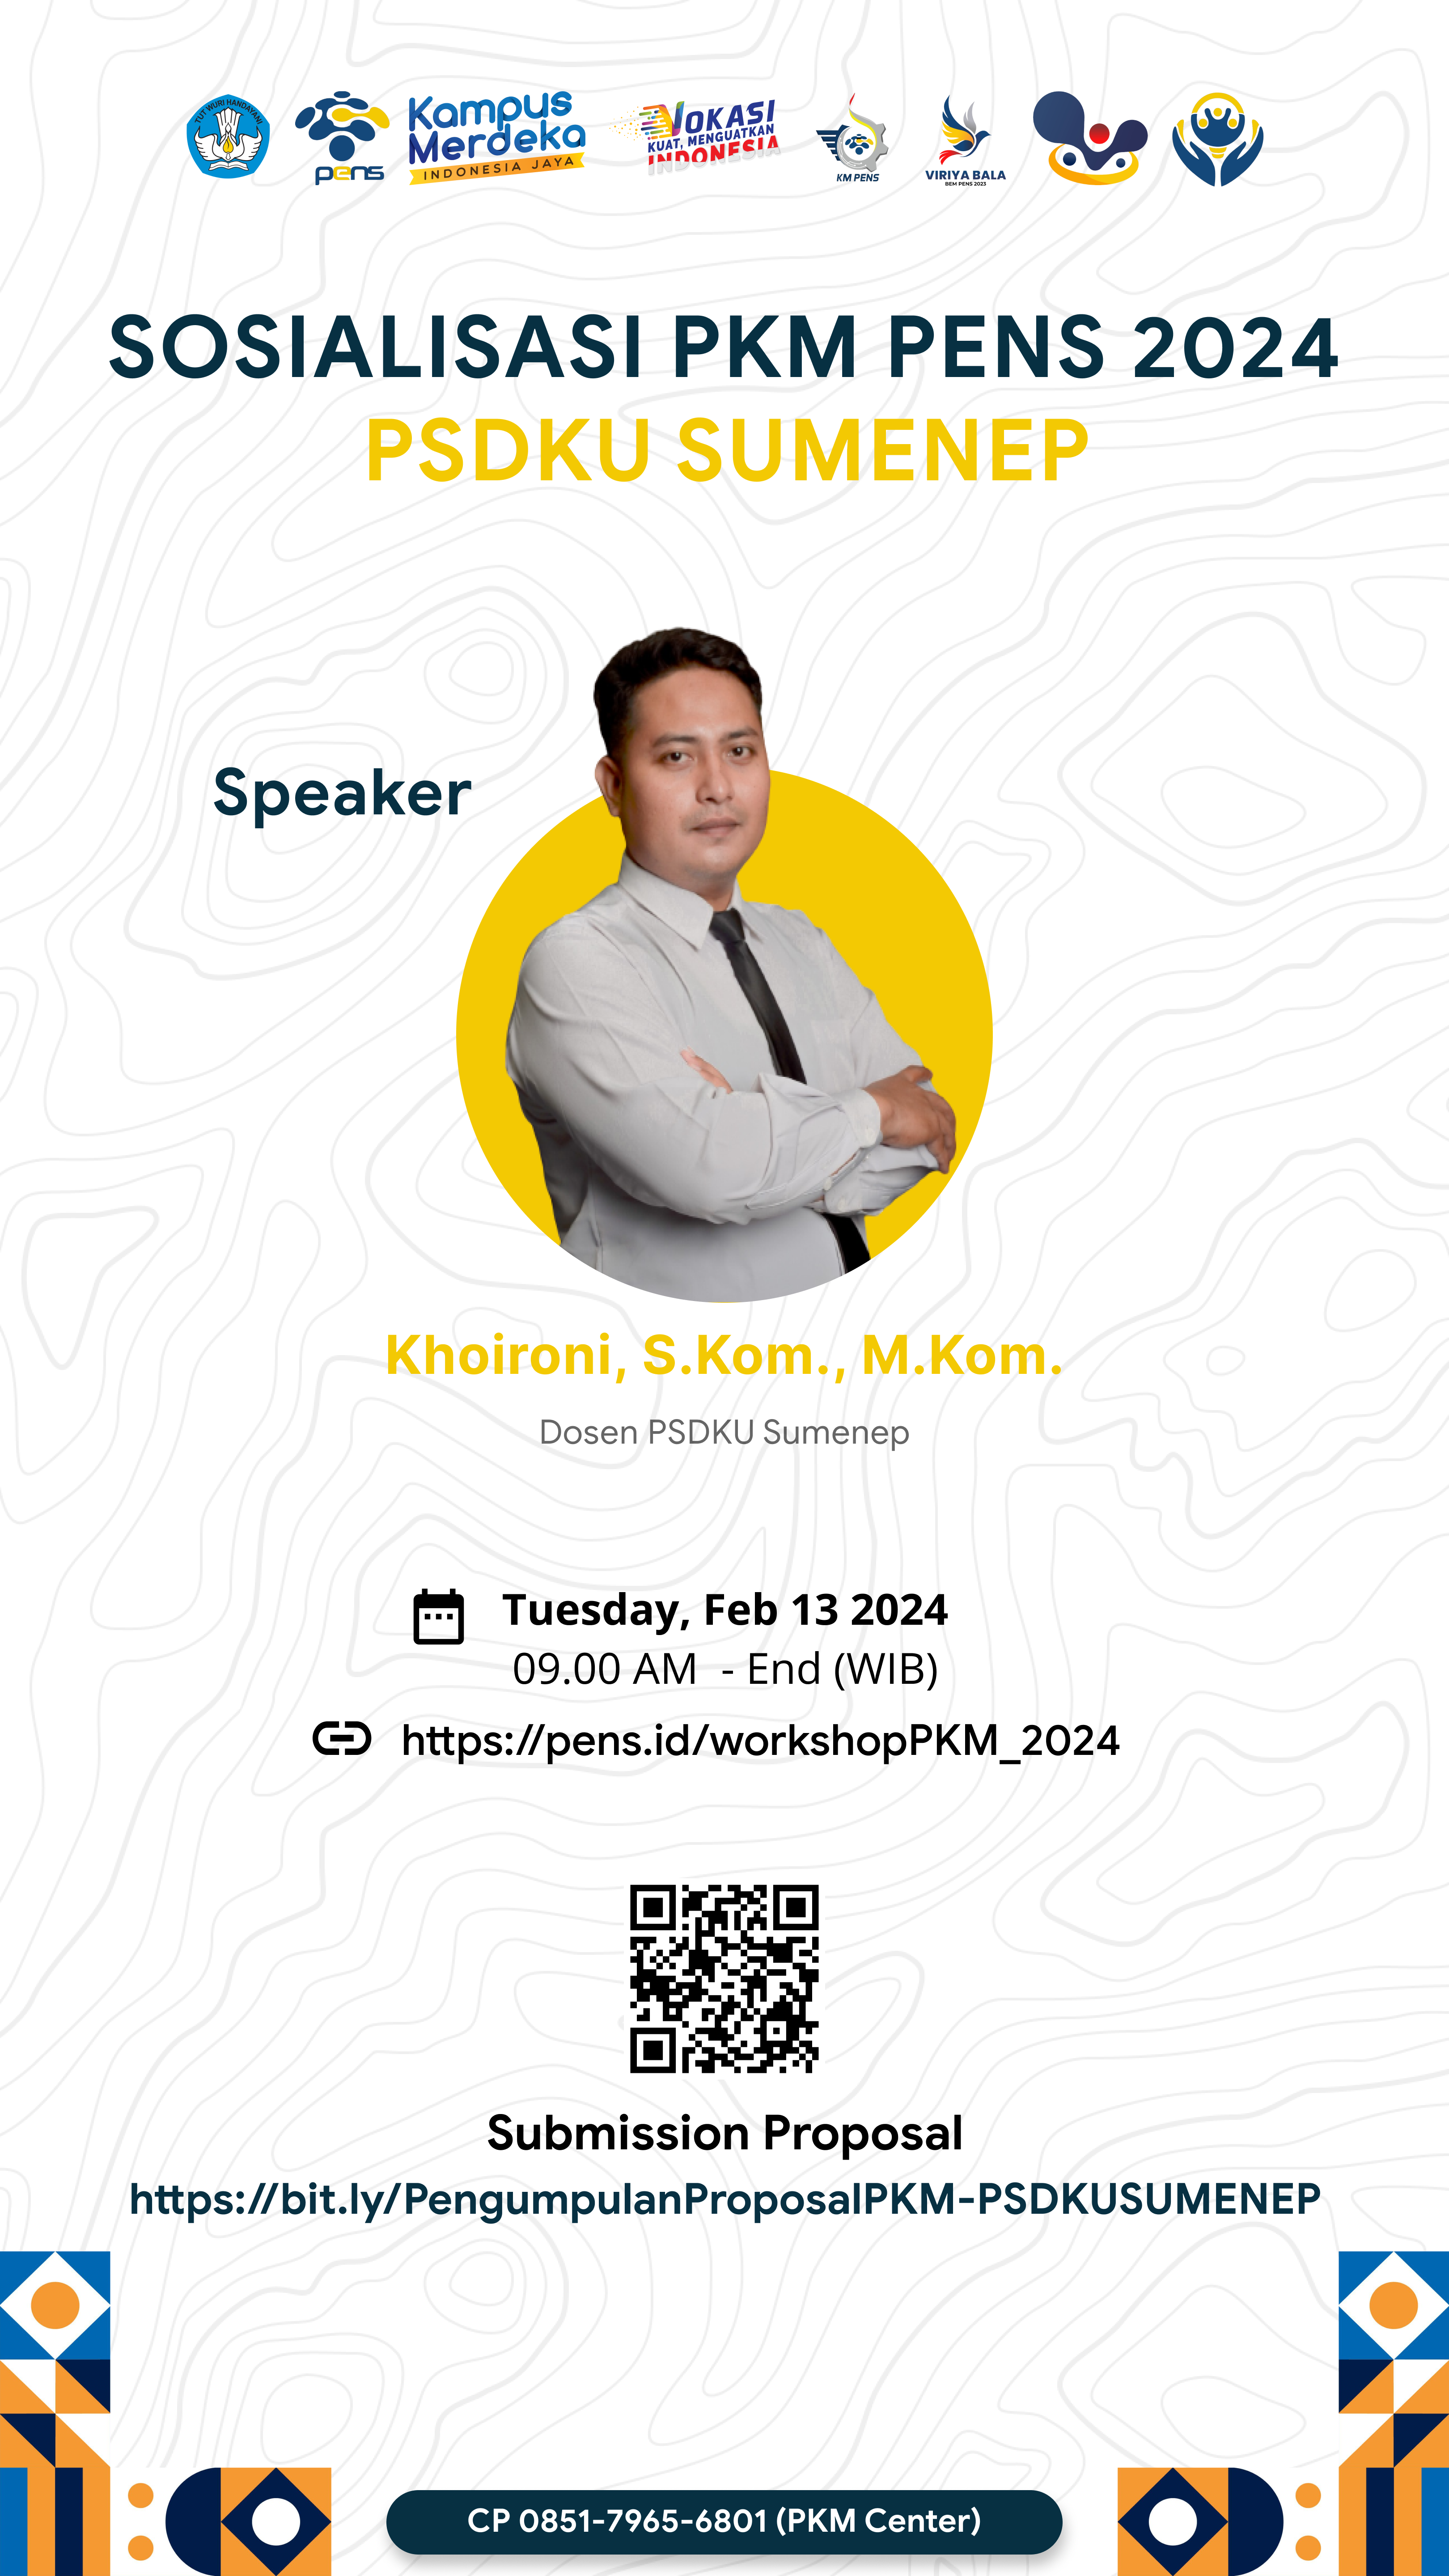 TUT WURI HANDAYANI
pens
Kampus
Merdeka
INDONESIA JAYA
VOKASI
KUAT, MENGUATKAN
INDONESIA
KM PENS
VIRIYA BALA
BEM PENS 2023
SOSIALISASI PKM PENS 2024
PSDKU SUMENEP
Speaker
Khoironi, S.Kom., M.Kom.
Dosen PSDKU Sumenep
Tuesday, Feb 13 2024
09.00 AM - End (WIB)
https://pens.id/workshopPKM_2024
Submission Proposal
https://bit.ly/PengumpulanProposalPKM-PSDKUSUMENEP
CP 0851-7965-6801 (PKM Center)